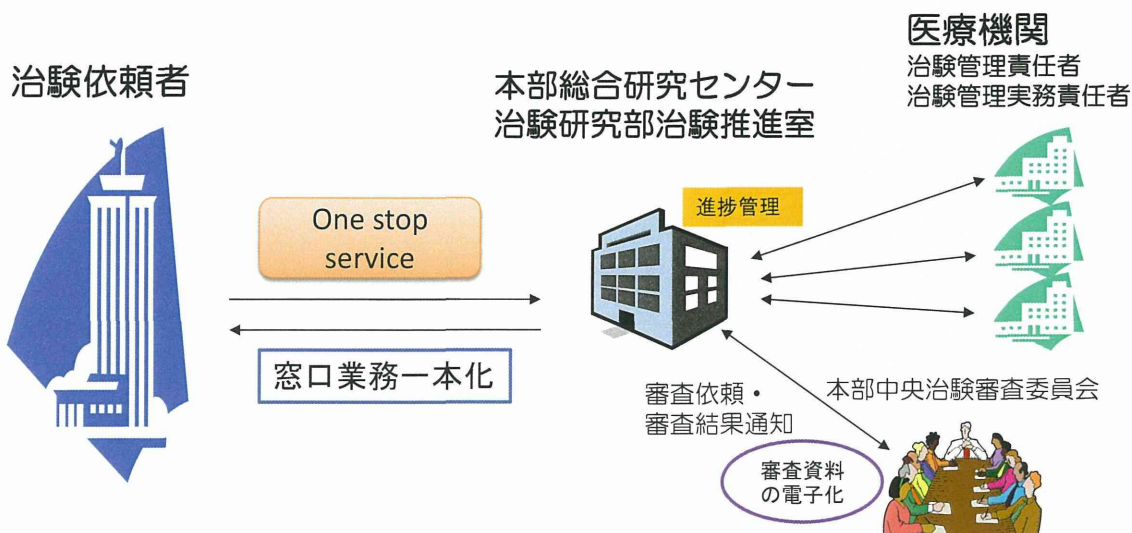 医療機関
治験管理責任者
治験管理実務責任者
治験依頼者
本部総合研究センター
治験研究部治験推進室
進捗管理
One stop
service
窓口業務一本化
審査依頼・
審査結果通知
本部中央治験審査委員会
審査資料
の電子化